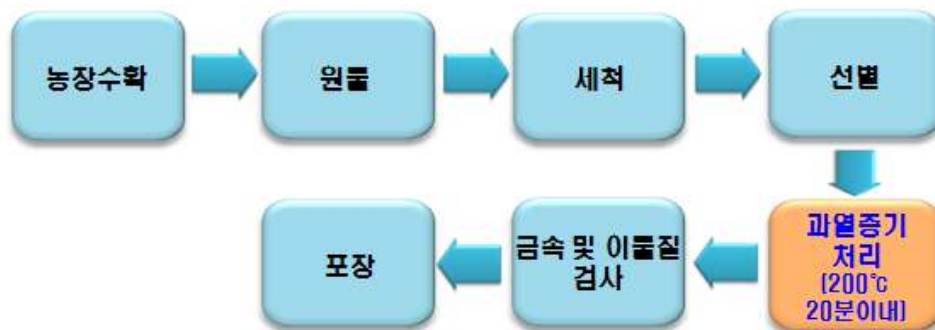 농장수확
원물
세척
선별
과열증기
처리
(200℃
20분이내)
금속 및 이물질
검사
포장